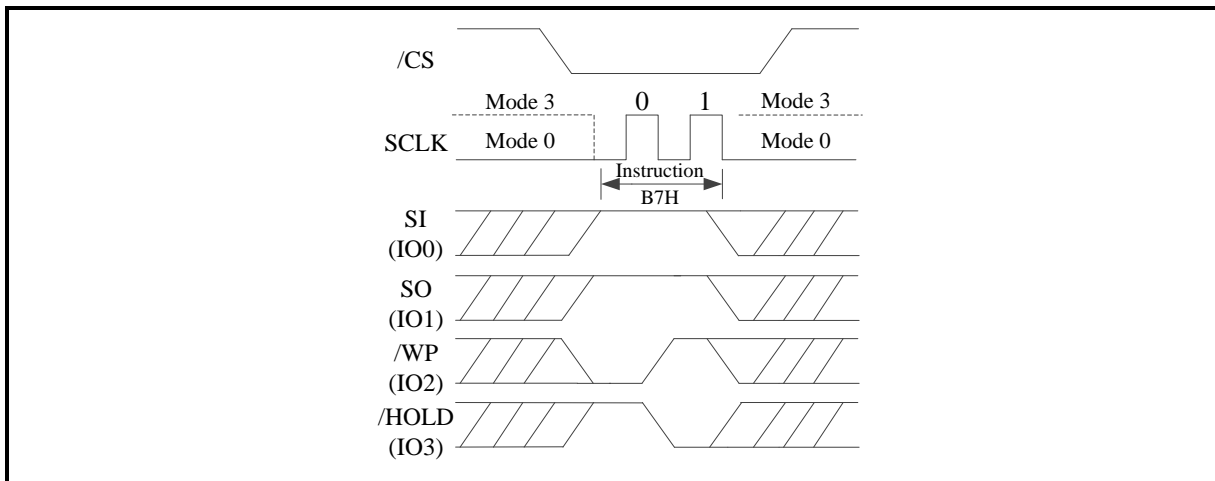 /CS
Mode 3 0 1 Mode 3
SCLK Mode 0 Mode 0
Instruction
B7H
SI
(IO0)
SO
(IO1)
/WP
(IO2)
/HOLD
(IO3)